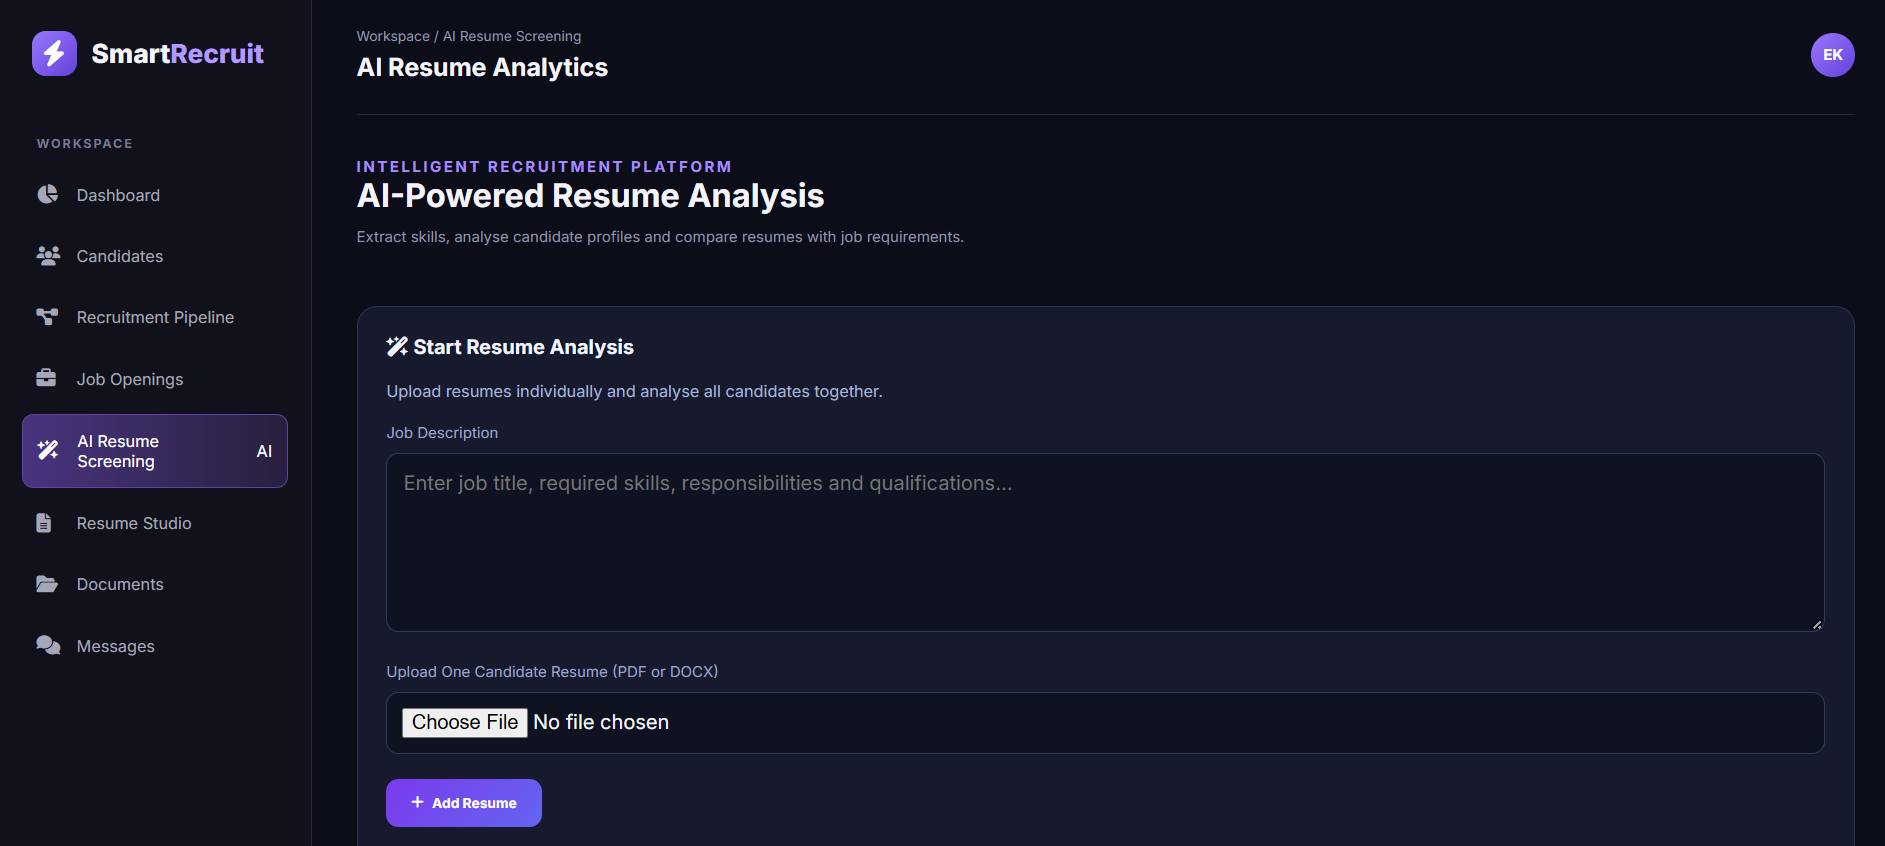 SmartRecruit
WORKSPACE
Dashboard
Candidates
Recruitment Pipeline
Job Openings
AI Resume
Screening
AI
Resume Studio
Documents
Messages
Workspace / AI Resume Screening
AI Resume Analytics
EK
INTELLIGENT RECRUITMENT PLATFORM
AI-Powered Resume Analysis
Extract skills, analyse candidate profiles and compare resumes with job requirements.
Start Resume Analysis
Upload resumes individually and analyse all candidates together.
Job Description
Enter job title, required skills, responsibilities and qualifications...
Upload One Candidate Resume (PDF or DOCX)
Choose File No file chosen
+ Add Resume